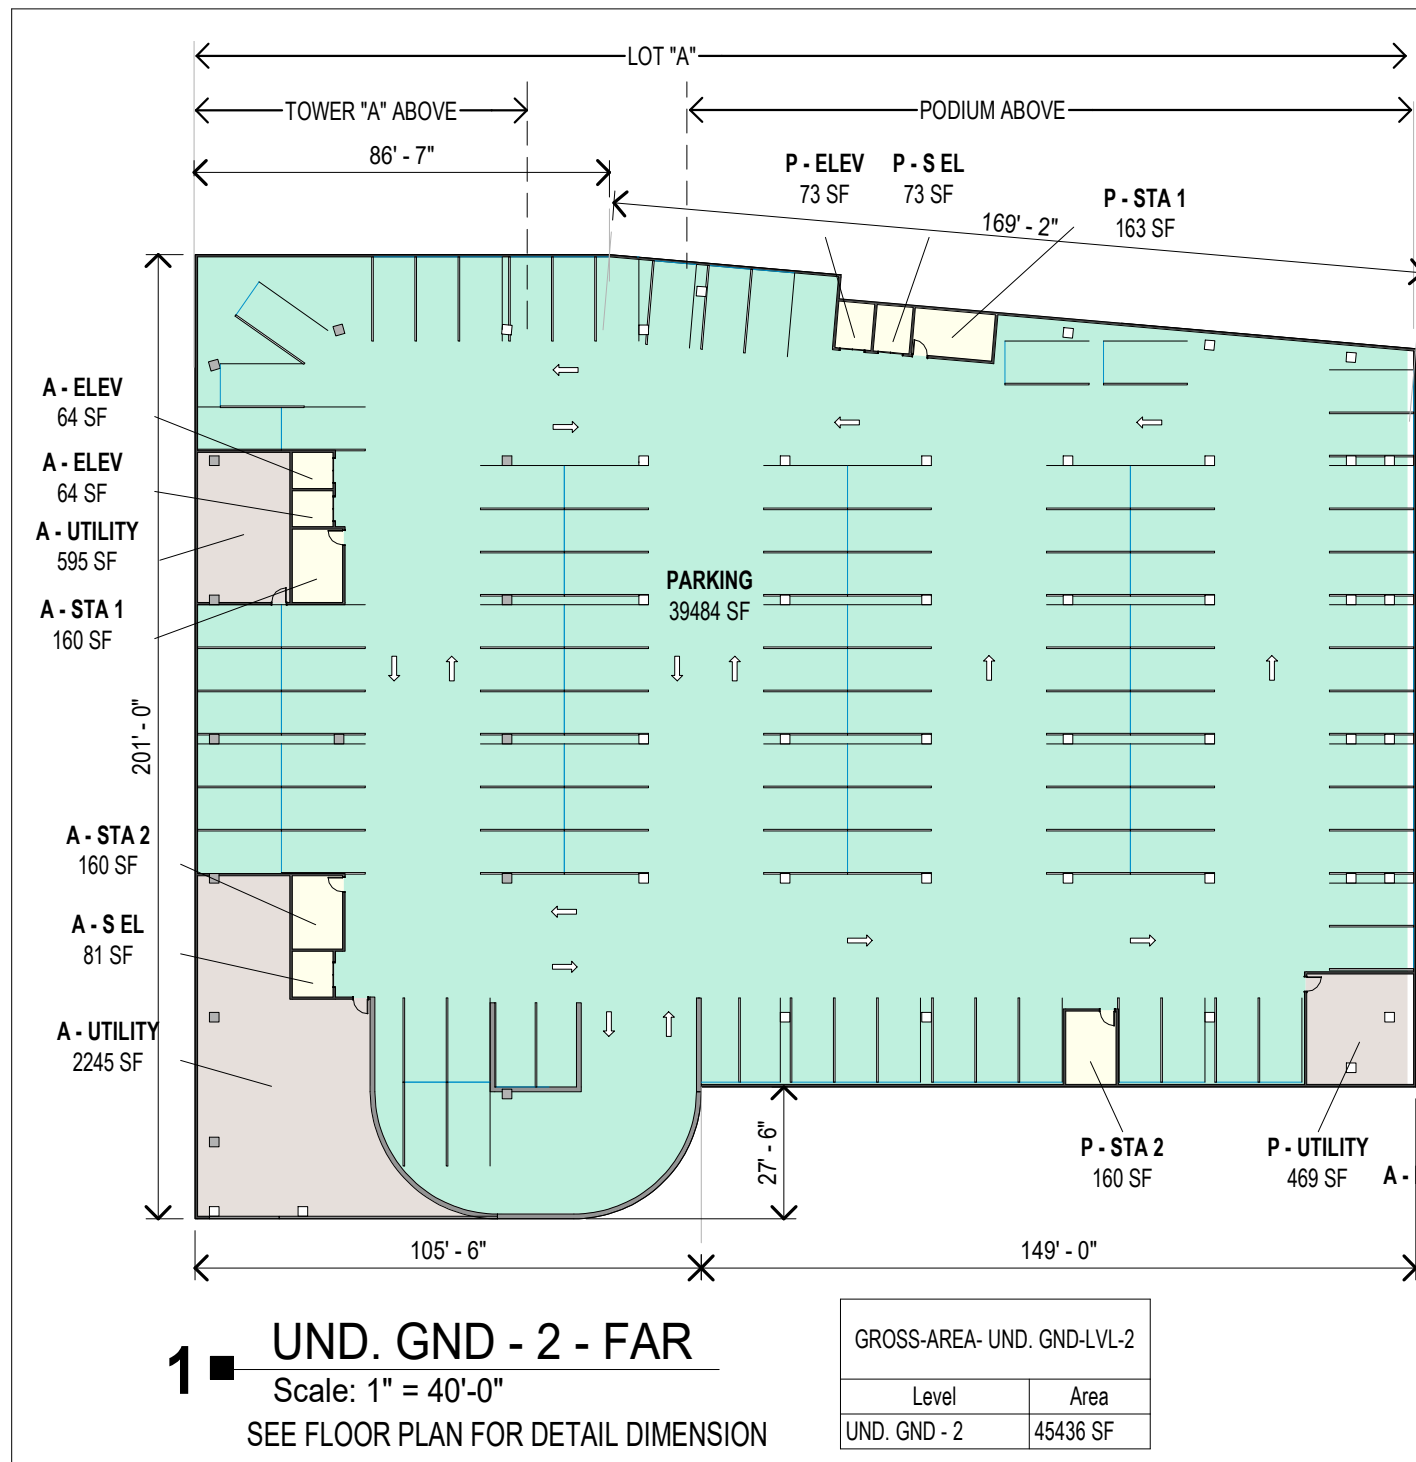 LOT "A"
TOWER "A" ABOVE
PODIUM ABOVE
86' - 7"
P - ELEV
73 SF
P - S EL
73 SF
P - STA 1
163 SF
169' - 2"
A - ELEV
64 SF
A - ELEV
64 SF
A - UTILITY
595 SF
A - STA 1
160 SF
PARKING
39484 SF
201' - 0"
A - STA 2
160 SF
A - S EL
81 SF
A - UTILITY
2245 SF
27' - 6"
P - STA 2
160 SF
P - UTILITY
469 SF
A -
105' - 6"
149' - 0"
1
UND. GND - 2 - FAR
Scale: 1" = 40'-0"
SEE FLOOR PLAN FOR DETAIL DIMENSION
GROSS-AREA- UND. GND-LVL-2
Level Area
UND. GND - 2 45436 SF